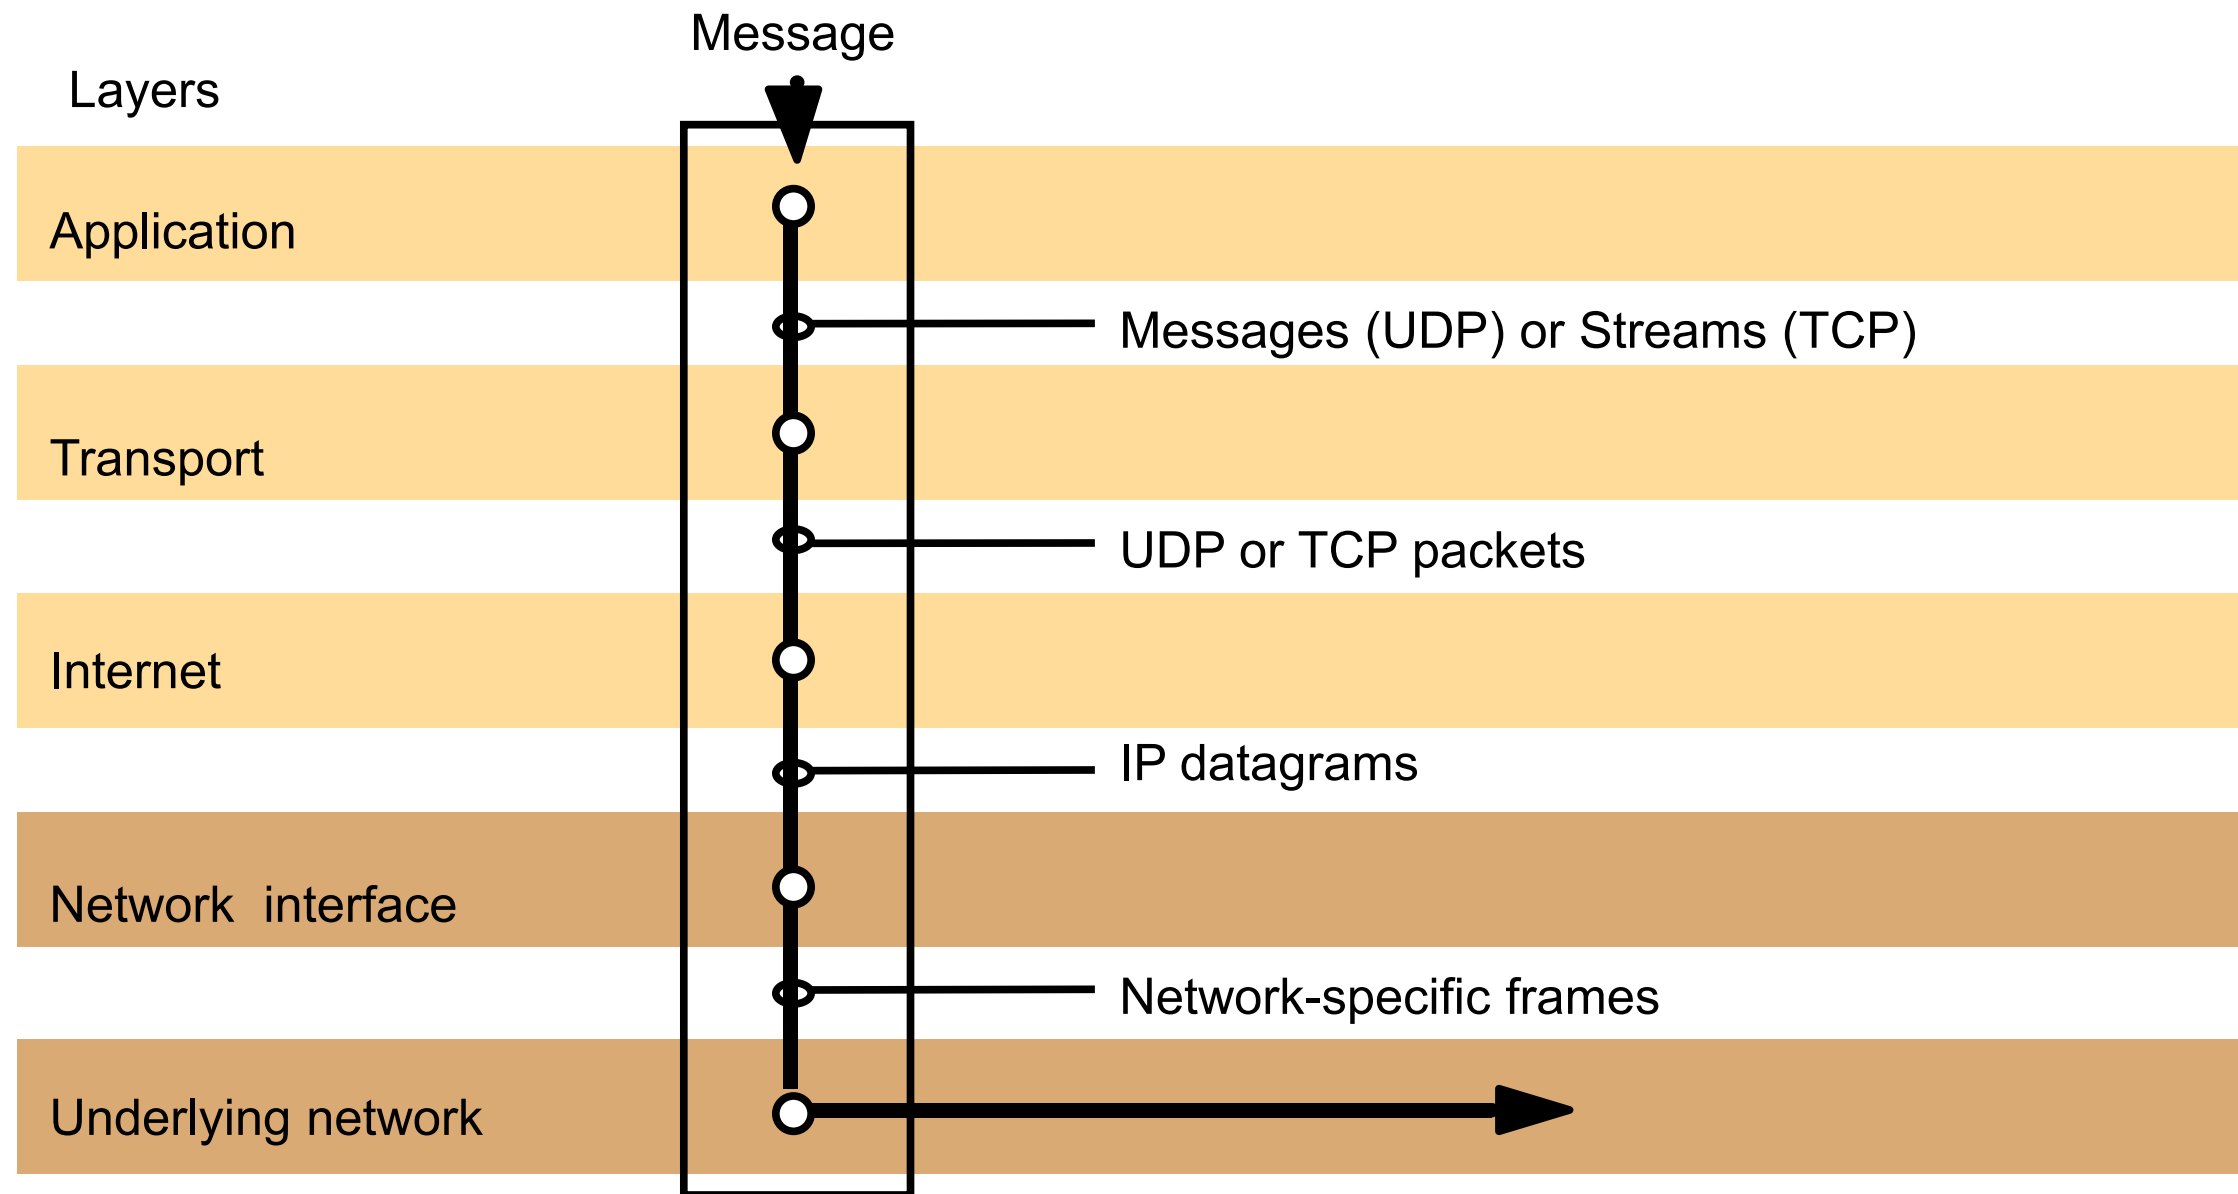 Message
Layers
Application
Messages (UDP) or Streams (TCP)
Transport
UDP or TCP packets
Internet
IP datagrams
Network interface
Network-specific frames
Underlying network